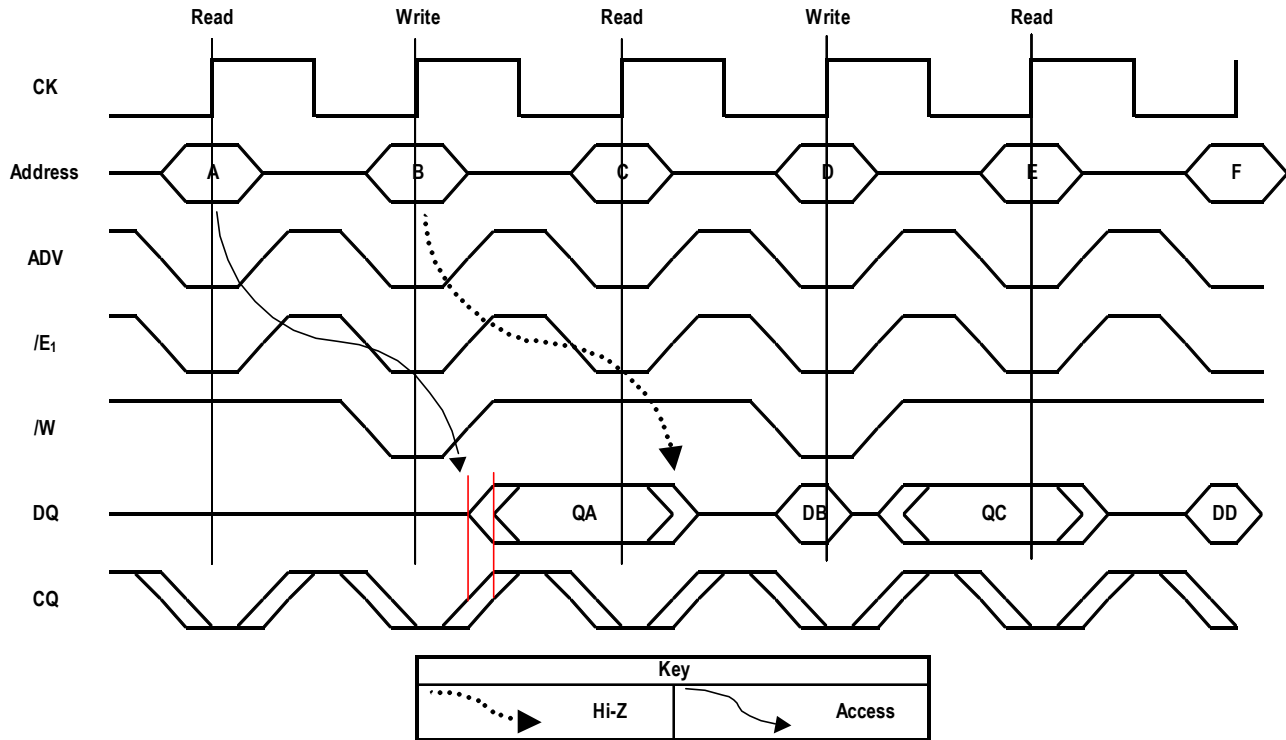 Read Write Read Write Read
CK
Address A B C D E F
ADV
/E₁
/W
DQ QA DB QC DD
CQ
Key
Hi-Z Access